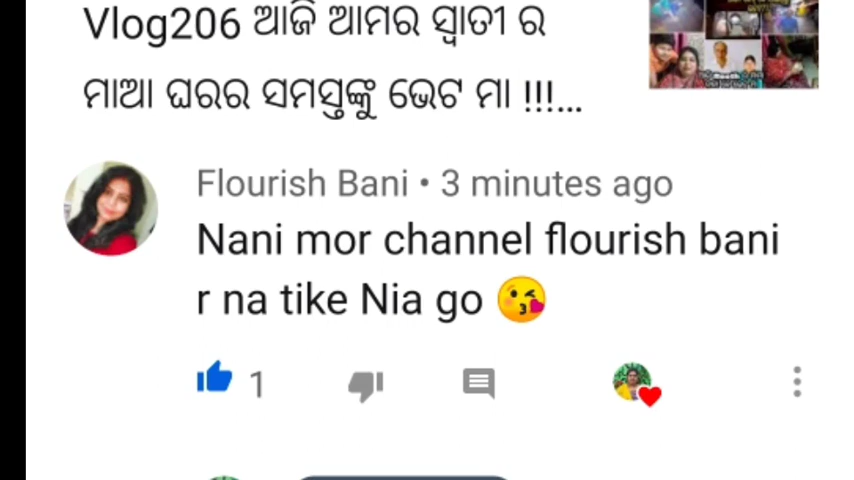 Vlog206 ଆଜି ଆମର ସ୍ଵାତୀ ର
ମାଆ ଘରର ସମସ୍ତଙ୍କୁ ଭେଟ ମା !!!...
Flourish Bani • 3 minutes ago
Nani mor channel flourish bani
r na tike Nia go 😘
1